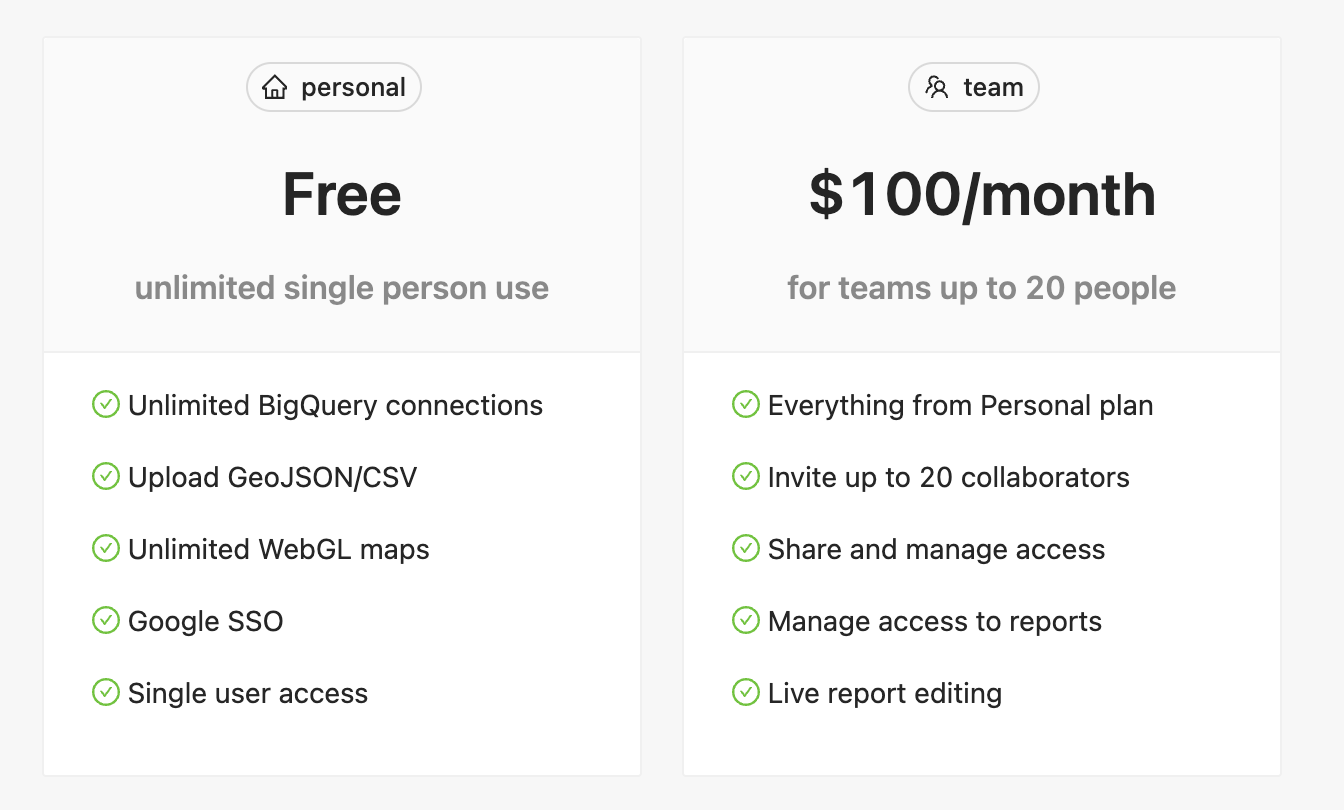 personal
Free
unlimited single person use
Unlimited BigQuery connections
Upload GeoJSON/CSV
Unlimited WebGL maps
Google SSO
Single user access
team
$100/month
for teams up to 20 people
Everything from Personal plan
Invite up to 20 collaborators
Share and manage access
Manage access to reports
Live report editing